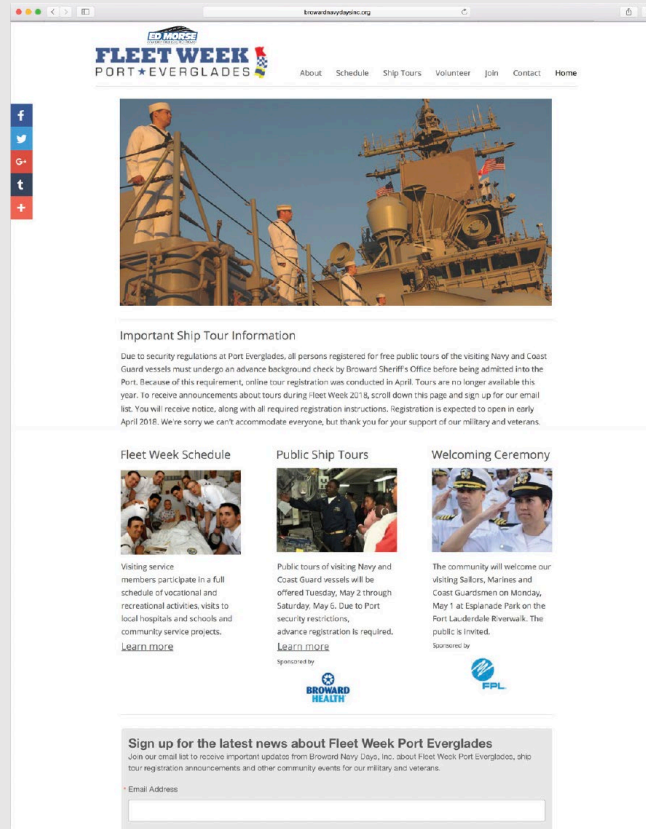 browardnavydaysinc.org
ED MORSE
FLEET WEEK
PORT★EVERGLADES
About Schedule Ship Tours Volunteer Join Contact Home
f
G+
t
+
Important Ship Tour Information
Due to security regulations at Port Everglades, all persons registered for free public tours of the visiting Navy and Coast
Guard vessels must undergo an advance background check by Broward Sheriff's Office before being admitted into the
Port. Because of this requirement, online tour registration was conducted in April. Tours are no longer available this
year. To receive announcements about tours during Fleet Week 2018, scroll down this page and sign up for our email
list. You will receive notice, along with all required registration instructions. Registration is expected to open in early
April 2018. We're sorry we can't accommodate everyone, but thank you for your support of our military and veterans.
Fleet Week Schedule
Visiting service
members participate in a full
schedule of vocational and
recreational activities, visits to
local hospitals and schools and
community service projects.
Learn more
Public Ship Tours
Public tours of visiting Navy and
Coast Guard vessels will be
offered Tuesday, May 2 through
Saturday, May 6. Due to Port
security restrictions,
advance registration is required.
Learn more
Sponsored by
BROWARD
HEALTH
Welcoming Ceremony
The community will welcome our
visiting Sailors, Marines and
Coast Guardsmen on Monday,
May 1 at Esplanade Park on the
Fort Lauderdale Riverwalk. The
public is invited.
Sponsored by
FPL
Sign up for the latest news about Fleet Week Port Everglades
Join our email list to receive important updates from Broward Navy Days, Inc. about Fleet Week Port Everglades, ship
tour registration announcements and other community events for our military and veterans.
* Email Address